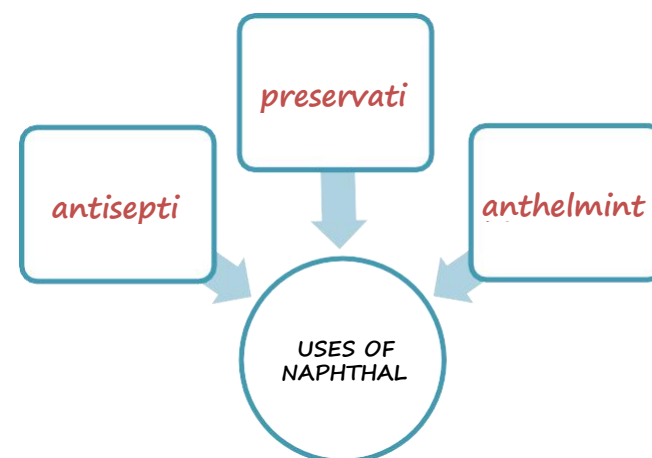 preservati
antisepti
anthelmint
USES OF
NAPHTHAL